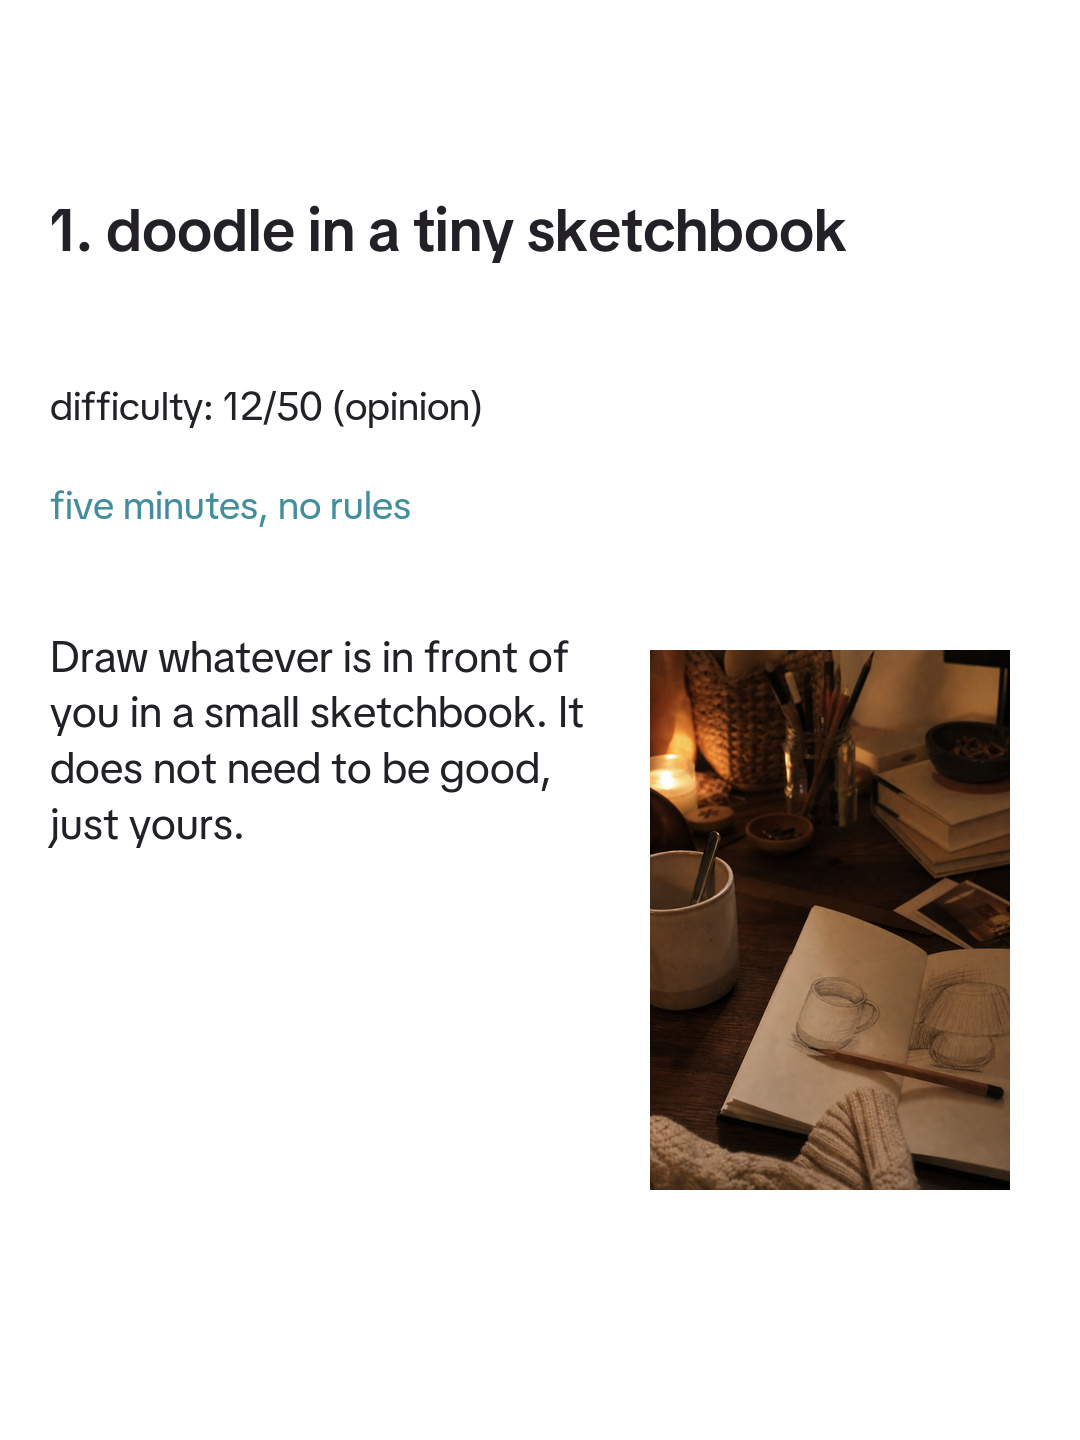 1. doodle in a tiny sketchbook
difficulty: 12/50 (opinion)
five minutes, no rules
Draw whatever is in front of
you in a small sketchbook. It
does not need to be good,
just yours.